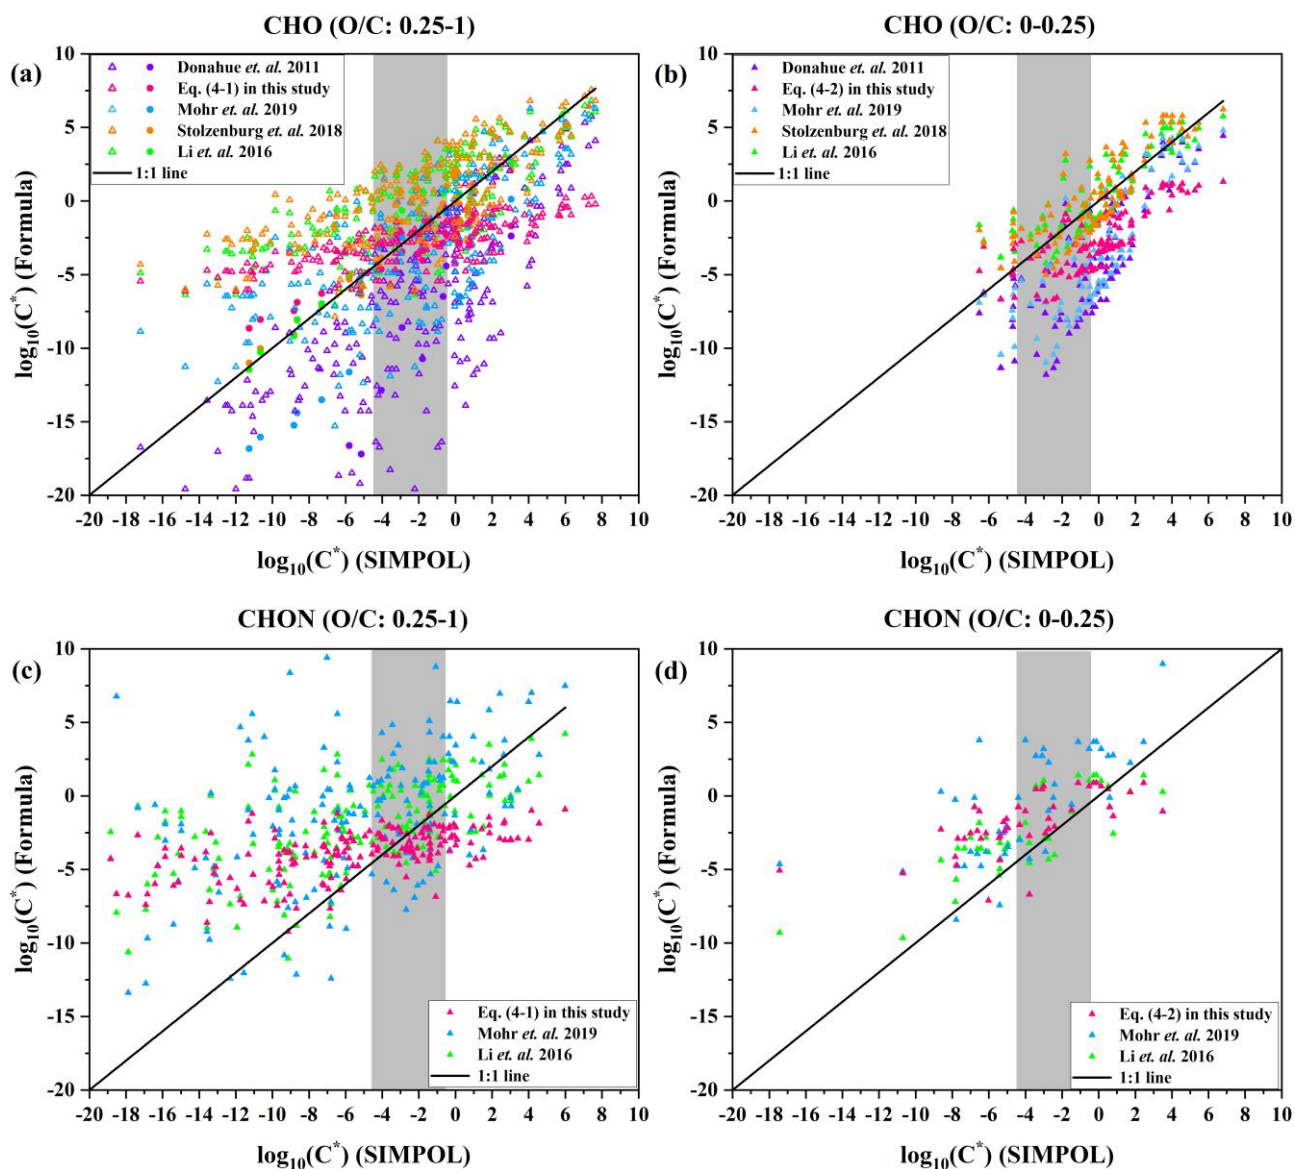 CHO (O/C: 0.25-1)
(a)
Donahue et. al. 2011
Eq. (4-1) in this study
Mohr et. al. 2019
Stolzenburg et. al. 2018
Li et. al. 2016
1:1 line
10
5
0
-5
-10
-15
-20
log₁₀(C*) (Formula)
-20 -18 -16 -14 -12 -10 -8 -6 -4 -2 0 2 4 6 8 10
log₁₀(C*) (SIMPOL)
CHO (O/C: 0-0.25)
(b)
Donahue et. al. 2011
Eq. (4-2) in this study
Mohr et. al. 2019
Stolzenburg et. al. 2018
Li et. al. 2016
1:1 line
10
5
0
-5
-10
-15
-20
log₁₀(C*) (Formula)
-20 -18 -16 -14 -12 -10 -8 -6 -4 -2 0 2 4 6 8 10
log₁₀(C*) (SIMPOL)
CHON (O/C: 0.25-1)
(c)
10
5
0
-5
-10
-15
-20
log₁₀(C*) (Formula)
Eq. (4-1) in this study
Mohr et. al. 2019
Li et. al. 2016
1:1 line
-20 -18 -16 -14 -12 -10 -8 -6 -4 -2 0 2 4 6 8 10
log₁₀(C*) (SIMPOL)
CHON (O/C: 0-0.25)
(d)
10
5
0
-5
-10
-15
-20
log₁₀(C*) (Formula)
Eq. (4-2) in this study
Mohr et. al. 2019
Li et. al. 2016
1:1 line
-20 -18 -16 -14 -12 -10 -8 -6 -4 -2 0 2 4 6 8 10
log₁₀(C*) (SIMPOL)